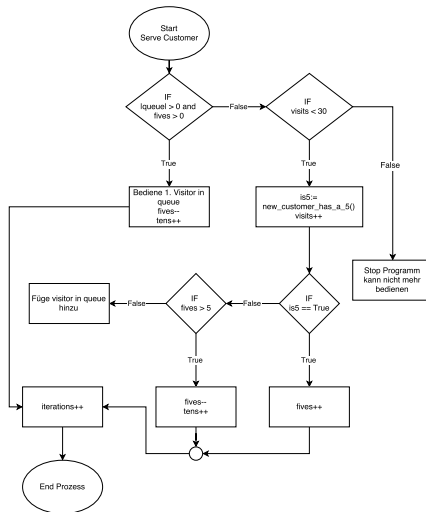 Start
Serve Customer
IF
|queue| > 0 and
fives > 0
False
IF
visits < 30
True
True
False
Bediene 1. Visitor in
queue
fives--
tens++
is5:=
new_customer_has_a_5()
visits++
Stop Programm
kann nicht mehr
bedienen
Füge visitor in queue
hinzu
False
IF
fives > 5
False
IF
is5 == True
True
True
iterations++
fives--
tens++
fives++
End Prozess